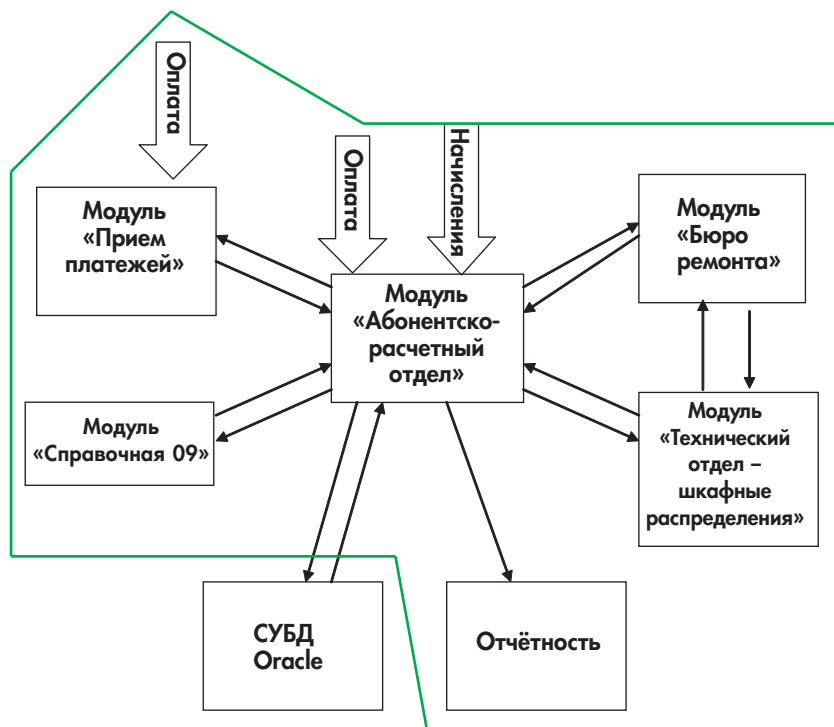 Оплата
Оплата
Начисления
Модуль
«Прием
платежей»
Модуль
«Абонентско-
расчетный
отдел»
Модуль
«Бюро
ремонта»
Модуль
«Справочная 09»
Модуль
«Технический
отдел –
шкафные
распределения»
СУБД
Oracle
Отчётность